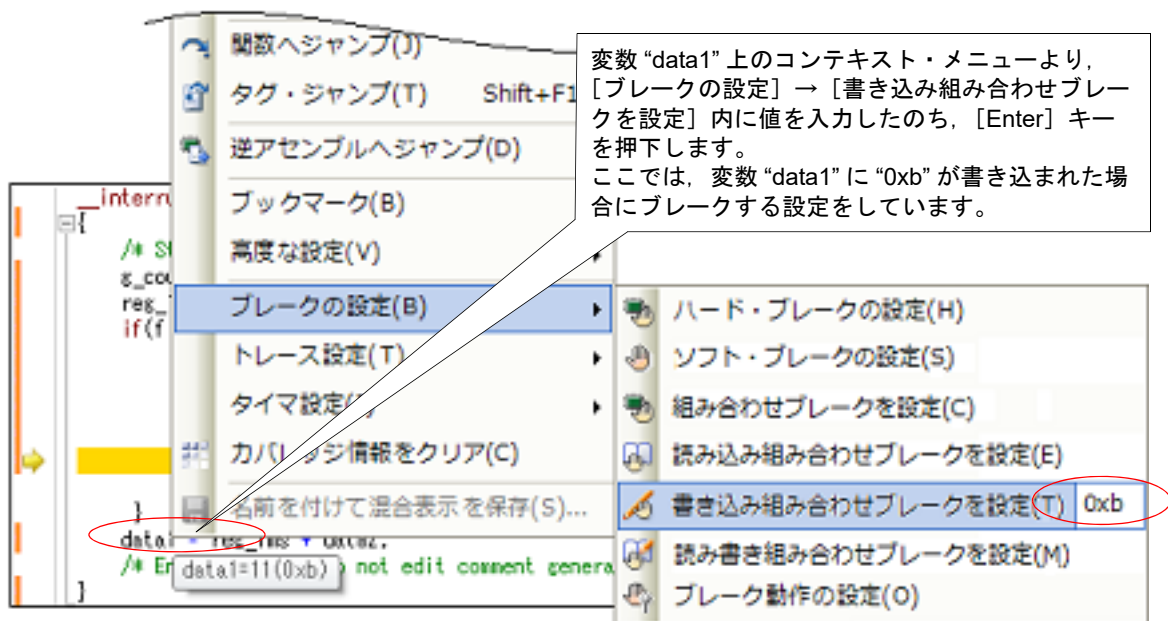 関数へジャンプ(J)
タグ・ジャンプ(T) Shift+F1
逆アセンブルへジャンプ(D)
ブックマーク(B)
高度な設定(V)
ブレークの設定(B)
トレース設定(T)
タイマ設定
カバレッジ情報をクリア(C)
名前を付けて混合表示を保存(S)...
変数 “data1” 上のコンテキスト・メニューより，
［ブレークの設定］→［書き込み組み合わせブレー
クを設定］内に値を入力したのち，［Enter］キー
を押下します。
ここでは，変数 “data1” に “0xb” が書き込まれた場
合にブレークする設定をしています。
ハード・ブレークの設定(H)
ソフト・ブレークの設定(S)
組み合わせブレークを設定(C)
読み込み組み合わせブレークを設定(E)
書き込み組み合わせブレークを設定(T) 0xb
読み書き組み合わせブレークを設定(M)
ブレーク動作の設定(O)
__interru
{
/* St
g_cou
reg_
if(f
}
data1 = reg_ms + data2;
/* En not edit comment genera
data1=11(0xb)
}